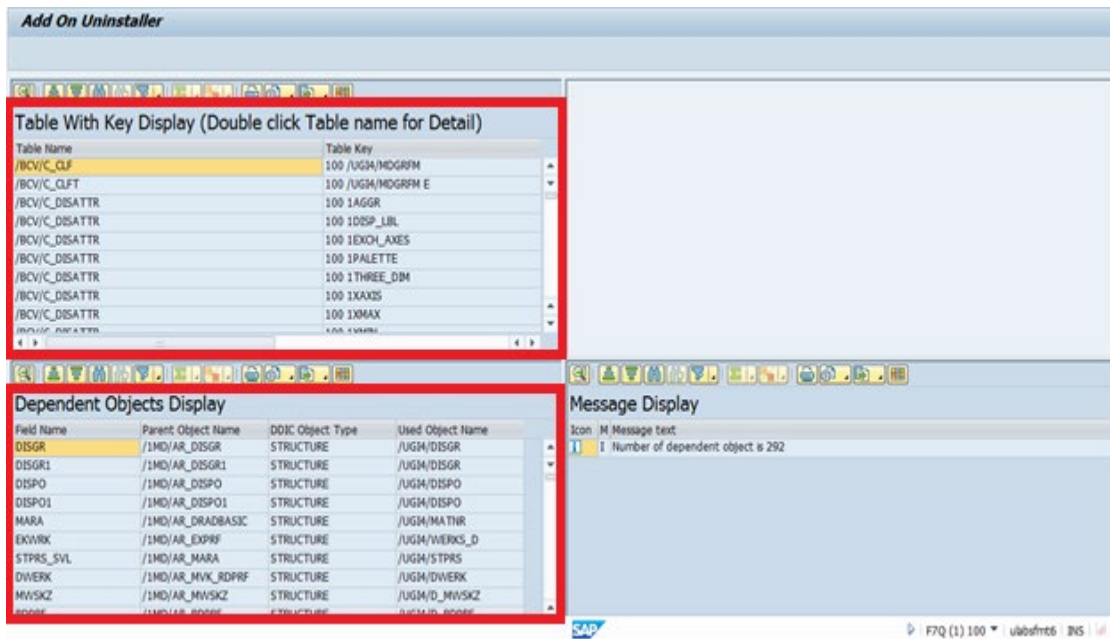 Add On Uninstaller
Table With Key Display (Double click Table name for Detail)
Table Name Table Key
/BCV/C_CLF 100 /UGI4/MDGRFM
/BCV/C_CLFT 100 /UGI4/MDGRFM E
/BCV/C_DISATTR 100 1AGGR
/BCV/C_DISATTR 100 1DISP_LBL
/BCV/C_DISATTR 100 1EXCH_AXES
/BCV/C_DISATTR 100 1PALETTE
/BCV/C_DISATTR 100 1THREE_DIM
/BCV/C_DISATTR 100 1XAXIS
/BCV/C_DISATTR 100 1XMAX
Dependent Objects Display
Field Name Parent Object Name DDIC Object Type Used Object Name
DISGR /1MD/AR_DISGR STRUCTURE /UGI4/DISGR
DISGR1 /1MD/AR_DISGR1 STRUCTURE /UGI4/DISGR
DISPO /1MD/AR_DISPO STRUCTURE /UGI4/DISPO
DISPO1 /1MD/AR_DISPO1 STRUCTURE /UGI4/DISPO
MARA /1MD/AR_DRADBASIC STRUCTURE /UGI4/MATNR
EKWRK /1MD/AR_EXPRF STRUCTURE /UGI4/WERKS_D
STPRS_SVL /1MD/AR_MARA STRUCTURE /UGI4/STPRS
DWERK /1MD/AR_MVK_RDPRF STRUCTURE /UGI4/DWERK
MWSKZ /1MD/AR_MWSKZ STRUCTURE /UGI4/D_MWSKZ
Message Display
Icon M Message text
I Number of dependent object is 292
SAP
F7Q (1) 100 ubbsfmt6 INS